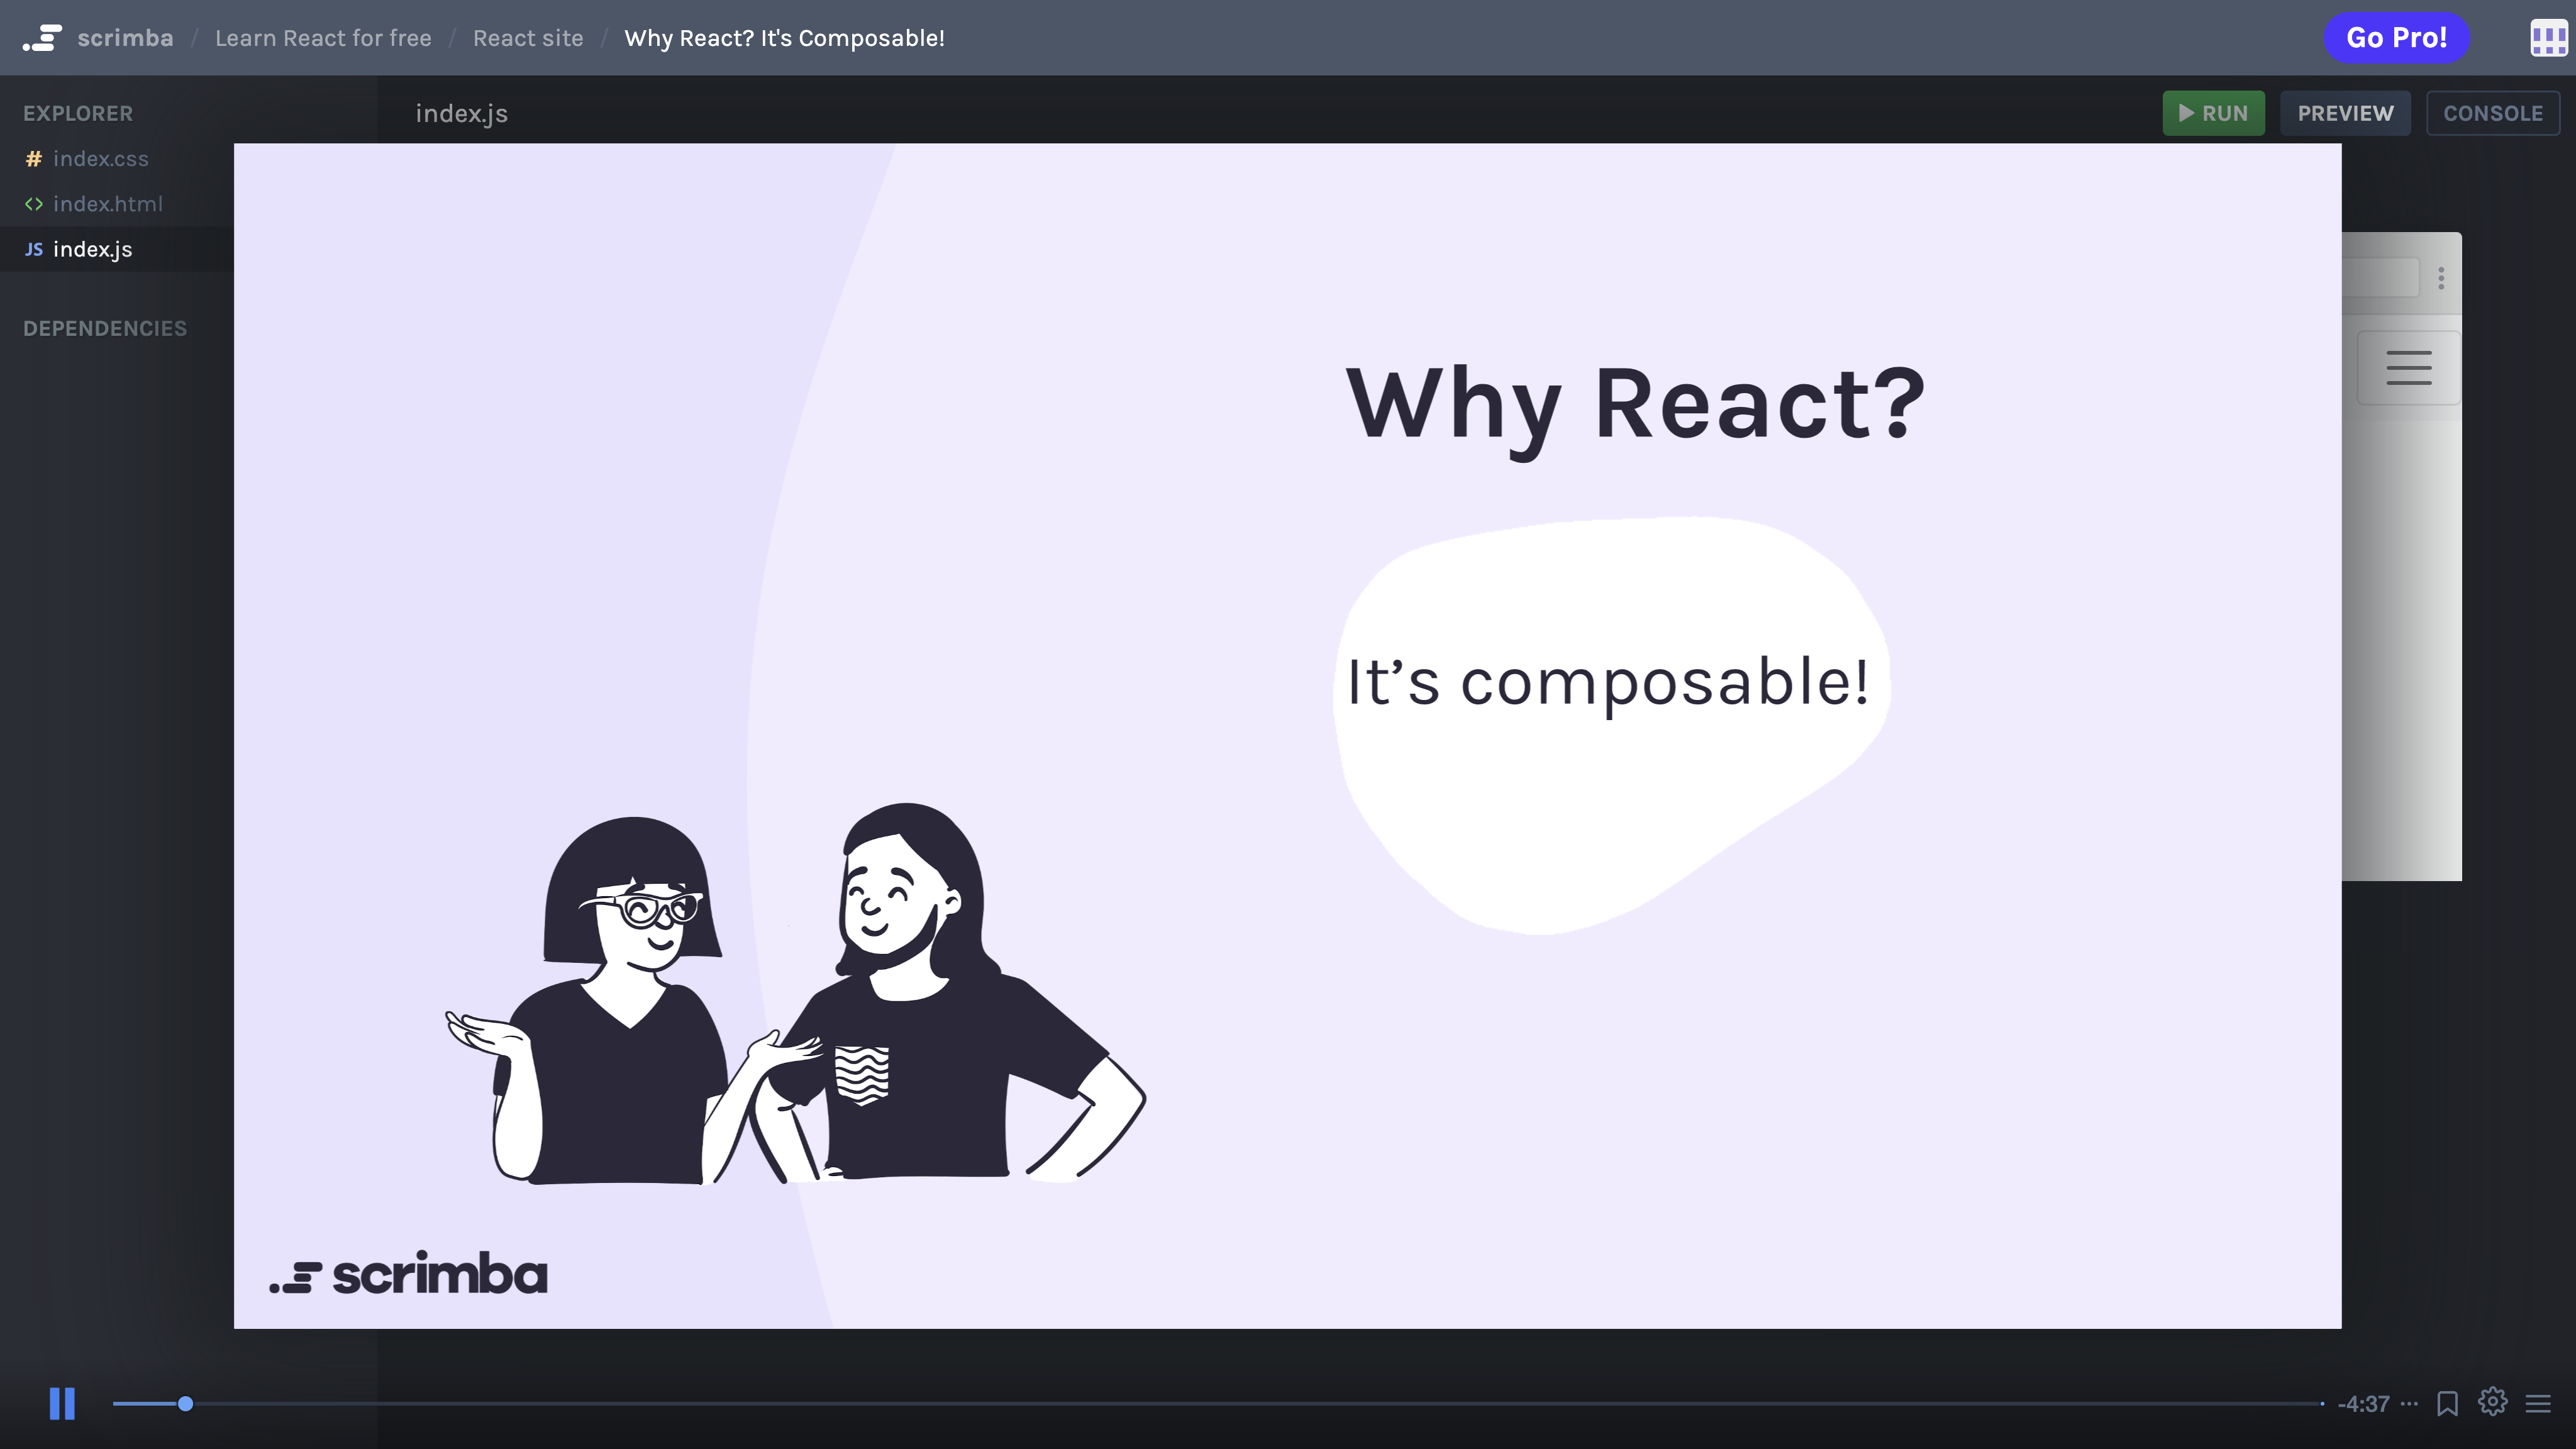 scrimba / Learn React for free / React site / Why React? It's Composable!
Go Pro!
EXPLORER
index.js
RUN
PREVIEW
CONSOLE
# index.css
<> index.html
JS index.js
DEPENDENCIES
Why React?
It’s composable!
scrimba
-4:37